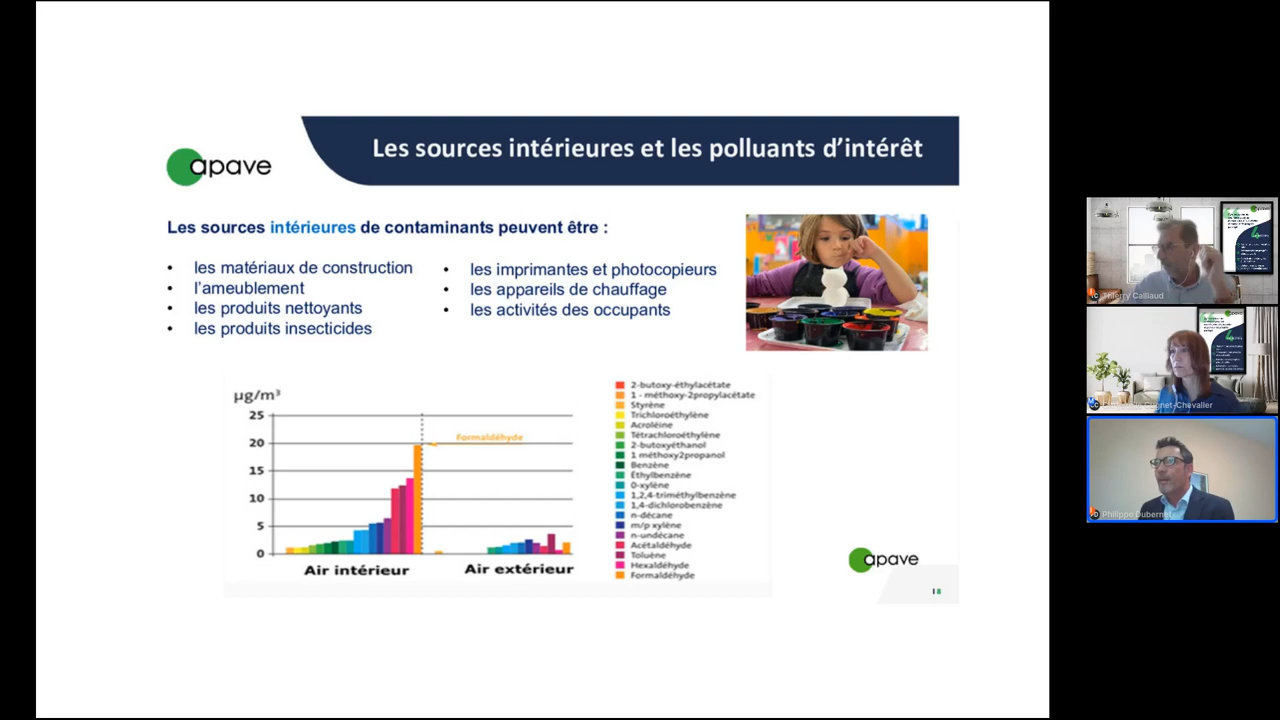 Les sources intérieures et les polluants d'intérêt
apave
Les sources intérieures de contaminants peuvent être :
• les matériaux de construction
• l'ameublement
• les produits nettoyants
• les produits insecticides
• les imprimantes et photocopieurs
• les appareils de chauffage
• les activités des occupants
µg/m³
25
20
15
10
5
0
Formaldéhyde
Air intérieur
Air extérieur
2-butoxy-éthylacétate
1 - méthoxy-2propylacétate
Styrène
Trichloroéthylène
Acroléine
Tétrachloroéthylène
2-butoxyéthanol
1 méthoxy2propanol
Benzène
Éthylbenzène
0-xylène
1,2,4-triméthylbenzène
1,4-dichlorobenzène
n-décane
m/p xylène
n-undécane
Acétaldéhyde
Toluène
Hexaldéhyde
Formaldéhyde
apave
I 8
Thierry Caillaud
net-Chevalier
Philippe Dubernet